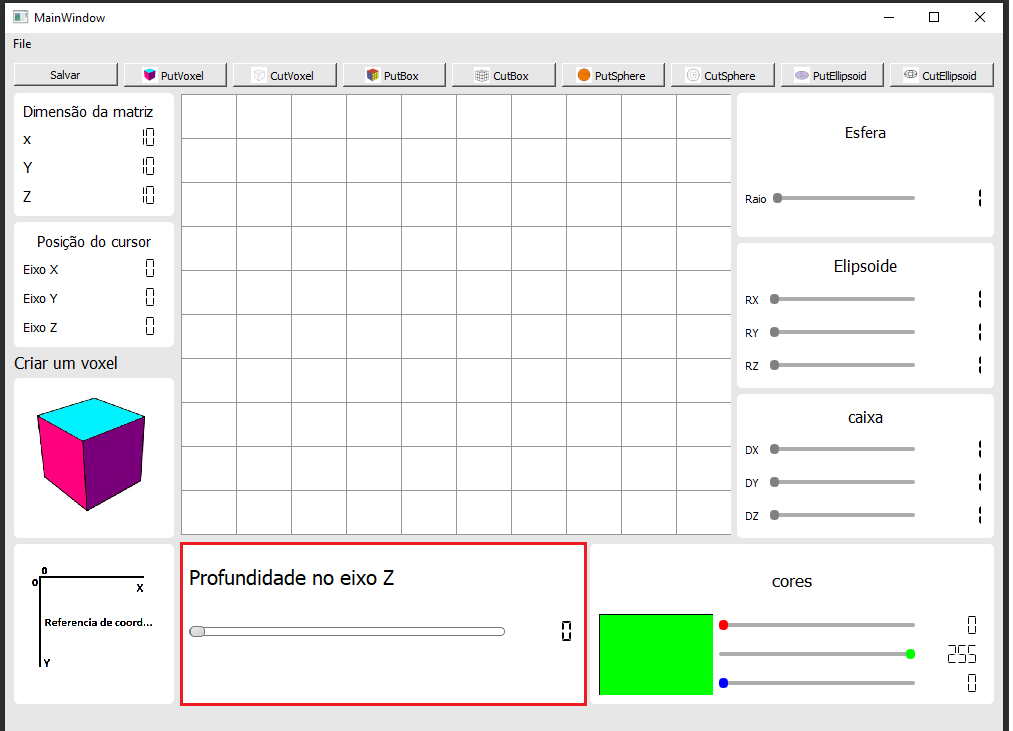 MainWindow
File
Salvar PutVoxel CutVoxel PutBox CutBox PutSphere CutSphere PutEllipsoid CutEllipsoid
Dimensão da matriz
x 10
Y 10
Z 10
Posição do cursor
Eixo X 0
Eixo Y 0
Eixo Z 0
Criar um voxel
0
0
X
Referencia de coord...
Y
Profundidade no eixo Z
0
Esfera
Raio 1
Elipsoide
RX 1
RY 1
RZ 1
caixa
DX 1
DY 1
DZ 1
cores
0
255
0